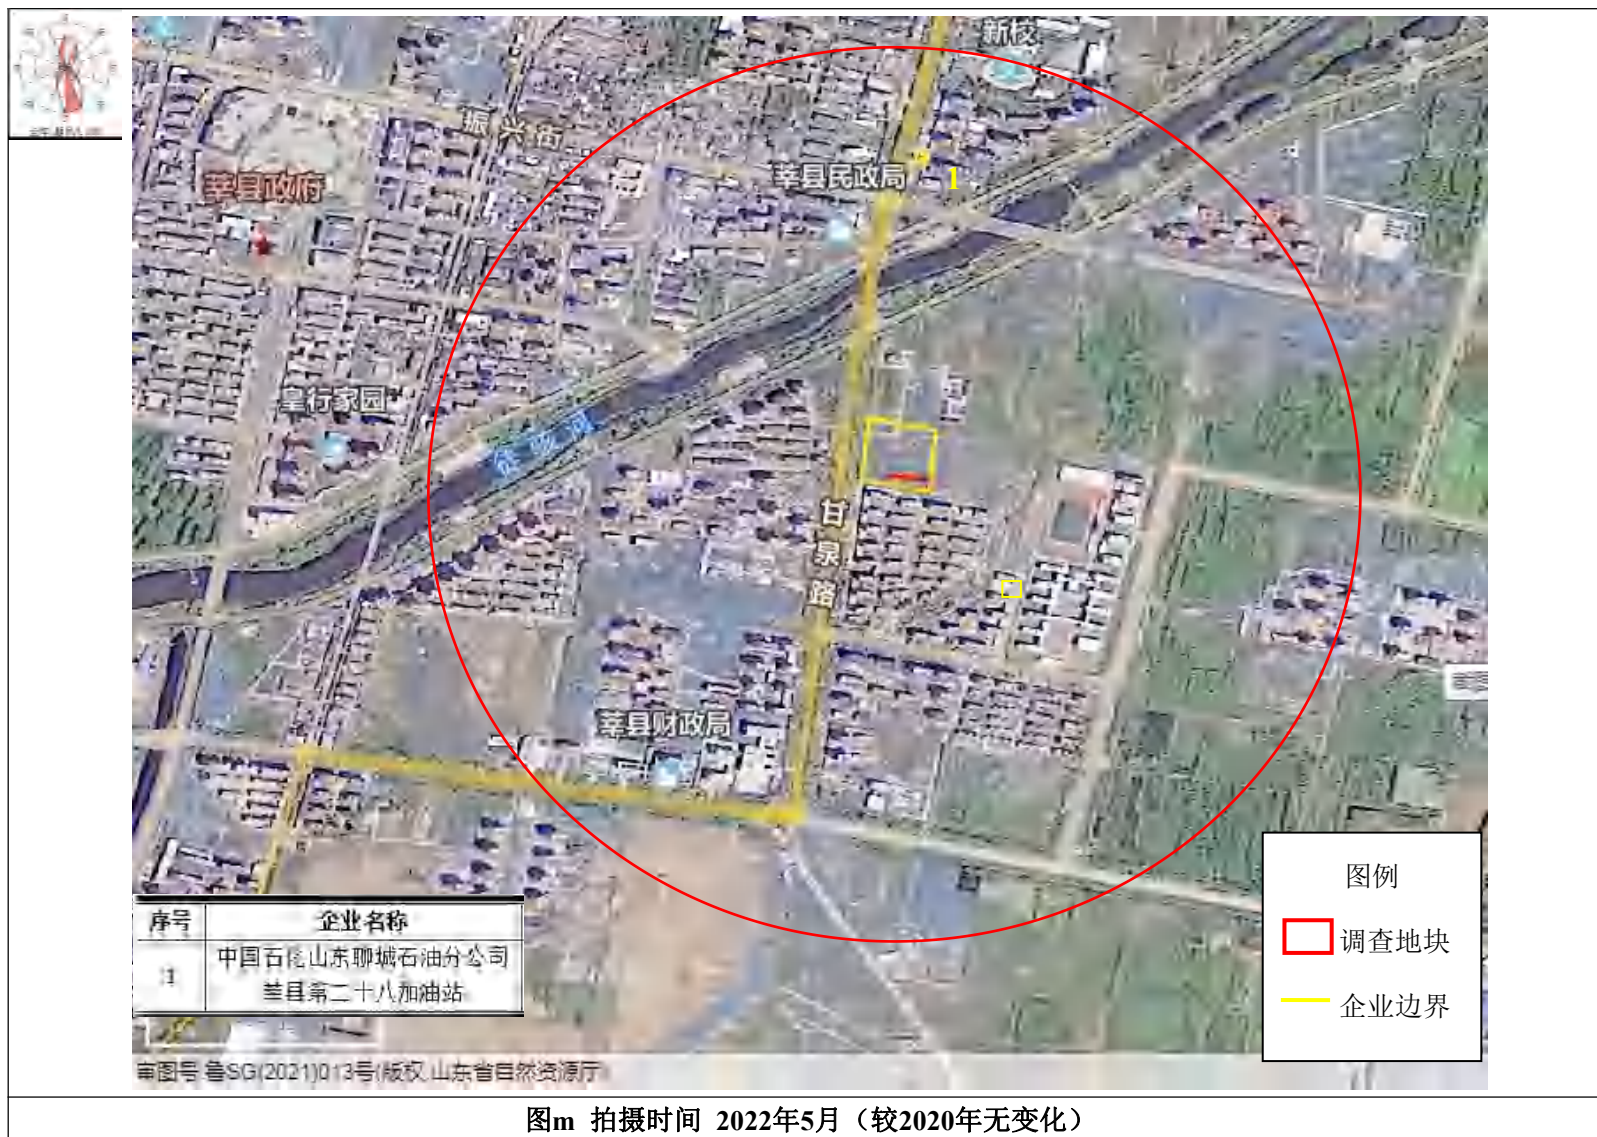 新校
振兴街
莘县民政局
1
莘县政府
皇行家园
徒骇河
甘泉路
莘县财政局
序号 企业名称
1 中国石化山东聊城石油分公司
莘县第二十八加油站
图例
调查地块
企业边界
审图号 鲁SG(2021)013号(版权 山东省自然资源厅)
图m 拍摄时间 2022年5月（较2020年无变化）